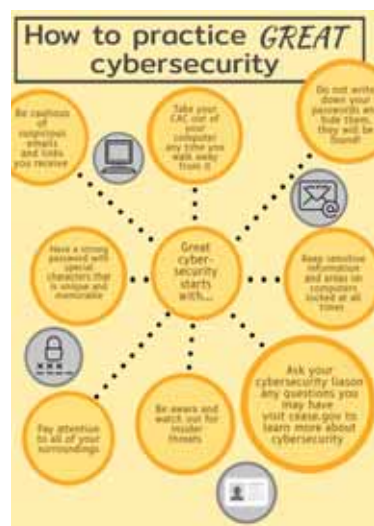 How to practice GREAT
cybersecurity
Be cautious
of
suspicious
emails
and links
you receive
Take your
CAC out of
your
computer
any time you
walk away
from it
Do not write
down your
passwords and
hide them,
they will be
found!
Have a strong
password with
special
characters that
is unique and
memorable
Great
cyber-
security
starts
with...
Keep sensitive
information
and areas on
computers
locked at all
times
Pay attention
to all of your
surroundings
Be aware and
watch out for
insider
threats
Ask your
cybersecurity liason
any questions you
may have
visit cease.gov to
learn more about
cybersecurity